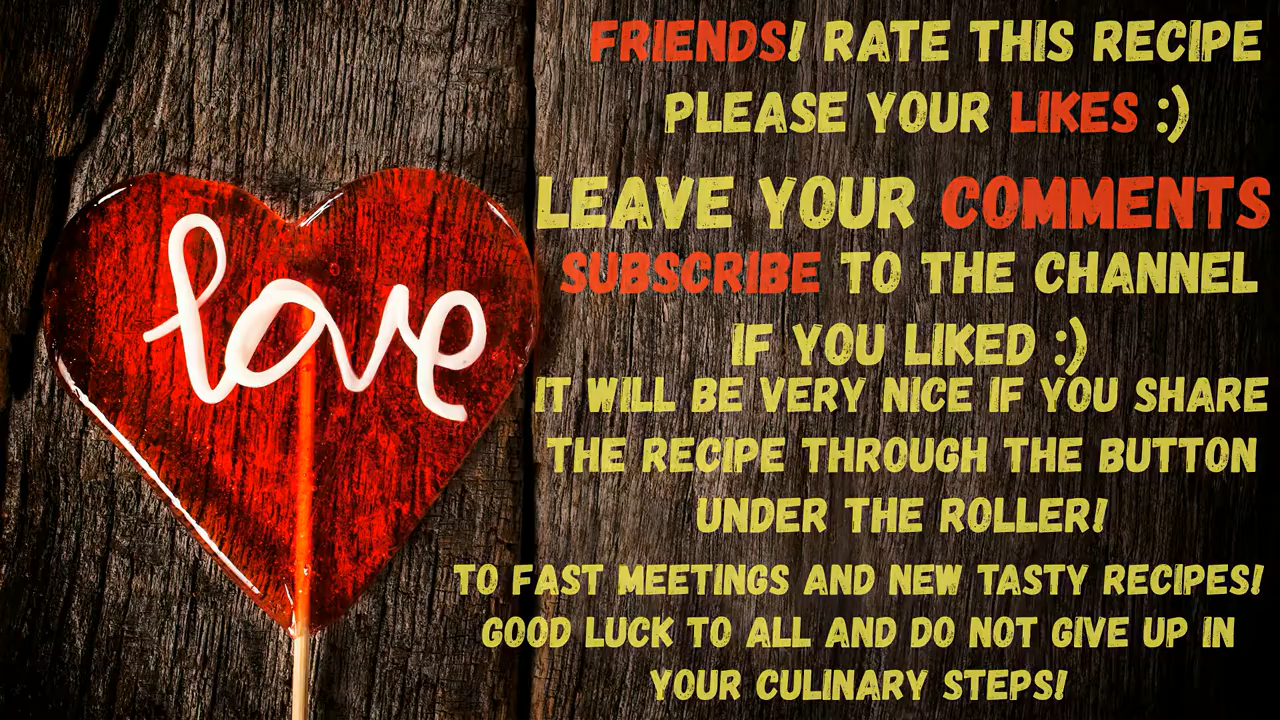 FRIENDS! RATE THIS RECIPE
PLEASE YOUR LIKES :)
LEAVE YOUR COMMENTS
SUBSCRIBE TO THE CHANNEL
IF YOU LIKED :)
IT WILL BE VERY NICE IF YOU SHARE
THE RECIPE THROUGH THE BUTTON
UNDER THE ROLLER!
TO FAST MEETINGS AND NEW TASTY RECIPES!
GOOD LUCK TO ALL AND DO NOT GIVE UP IN
YOUR CULINARY STEPS!
love